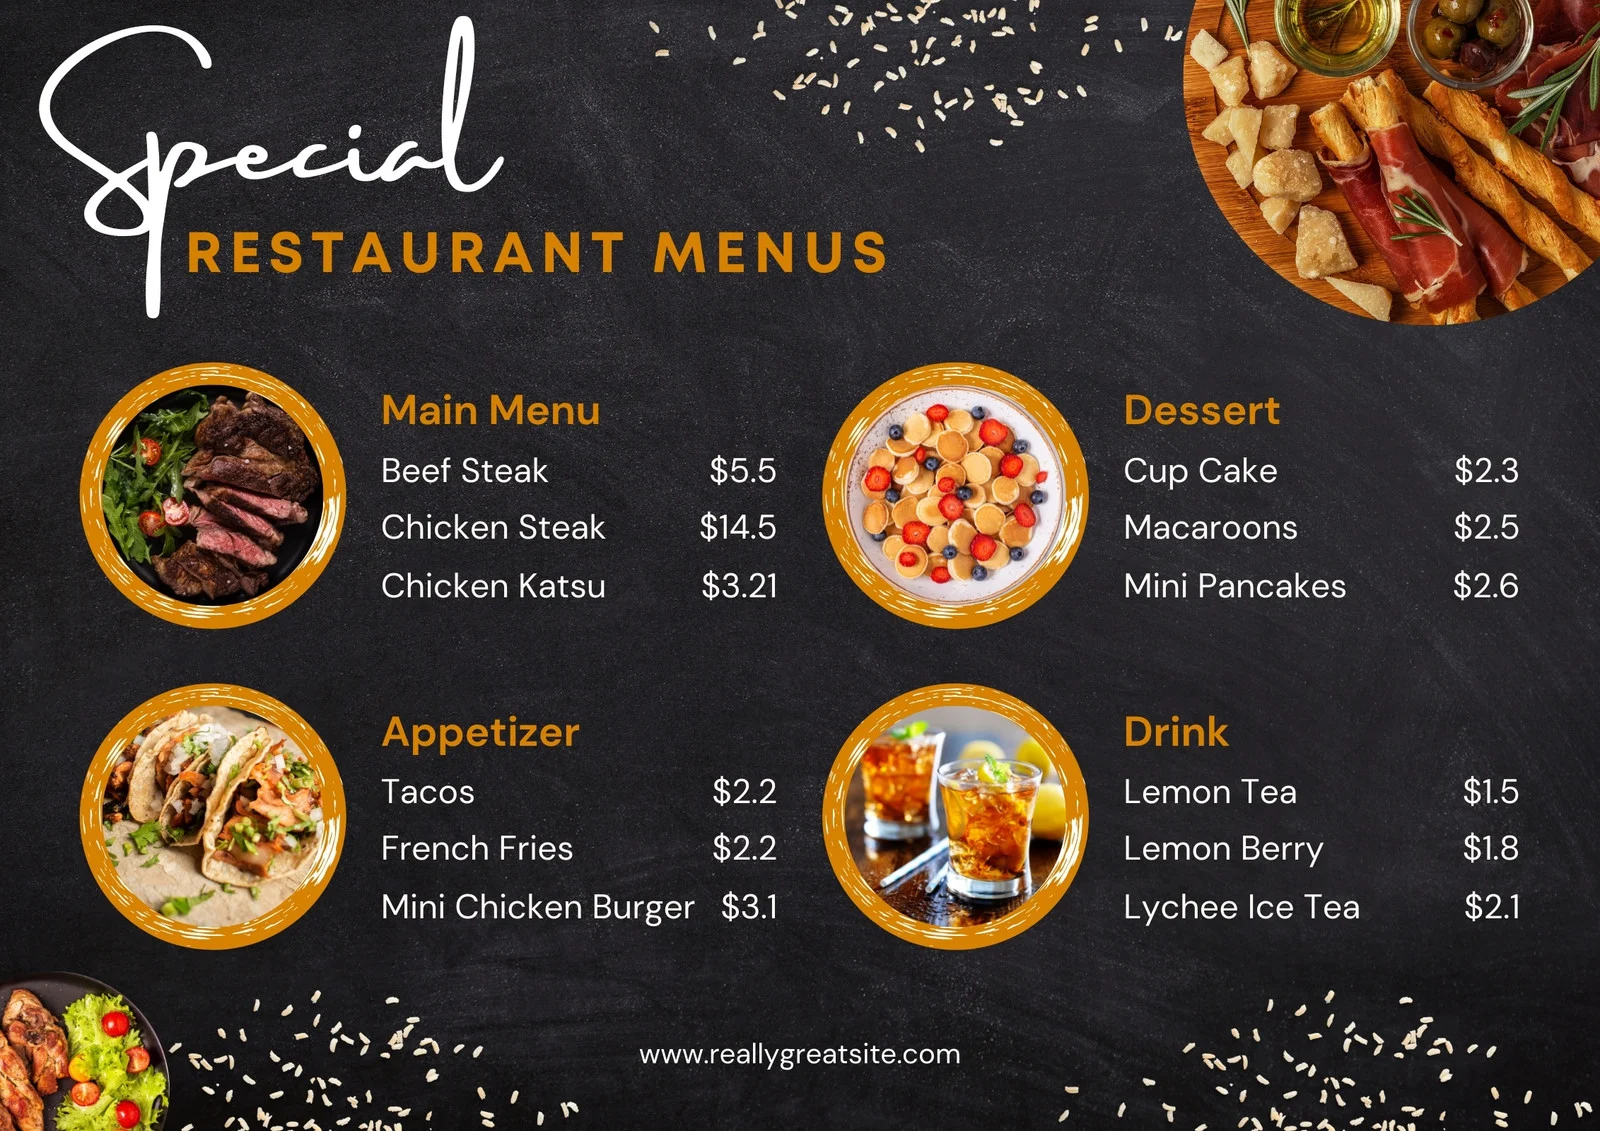 Special
RESTAURANT MENUS
Main Menu
Beef Steak $5.5
Chicken Steak $14.5
Chicken Katsu $3.21
Dessert
Cup Cake $2.3
Macaroons $2.5
Mini Pancakes $2.6
Appetizer
Tacos $2.2
French Fries $2.2
Mini Chicken Burger $3.1
Drink
Lemon Tea $1.5
Lemon Berry $1.8
Lychee Ice Tea $2.1
www.reallygreatsite.com